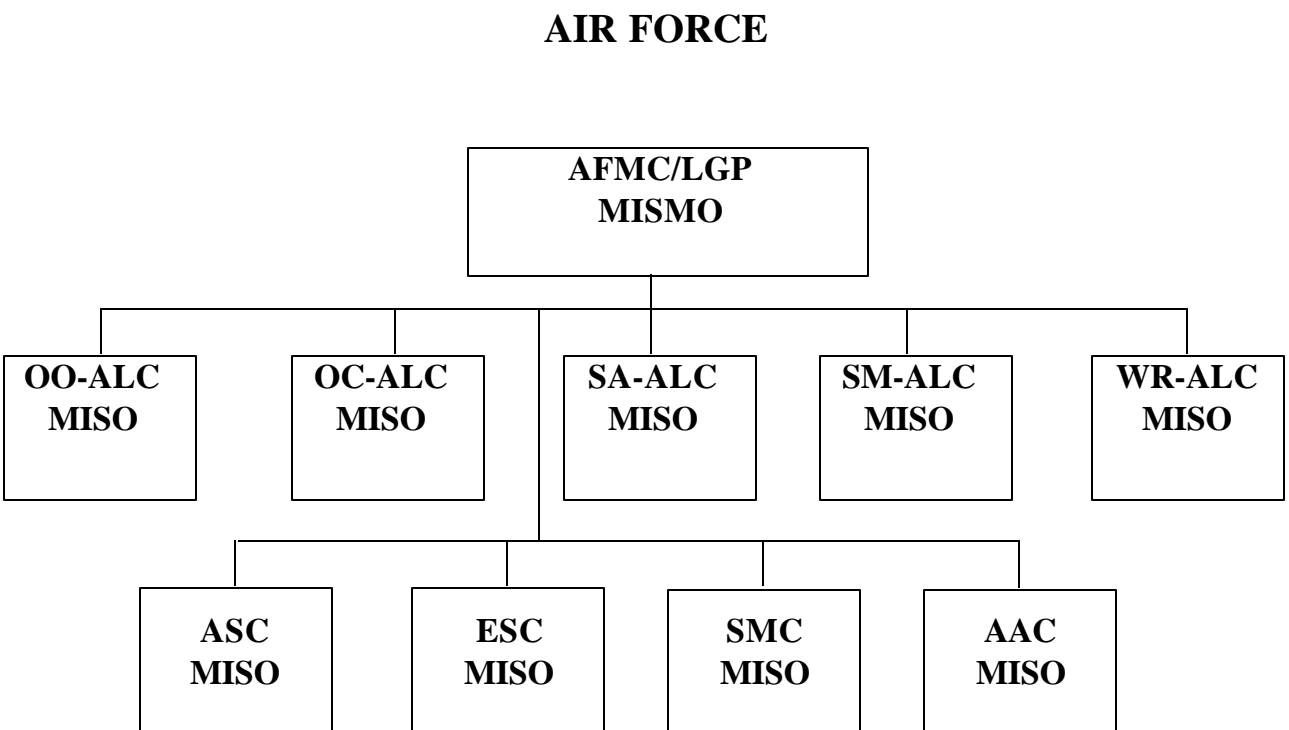 AIR FORCE
AFMC/LGP
MISMO
OO-ALC
MISO
OC-ALC
MISO
SA-ALC
MISO
SM-ALC
MISO
WR-ALC
MISO
ASC
MISO
ESC
MISO
SMC
MISO
AAC
MISO